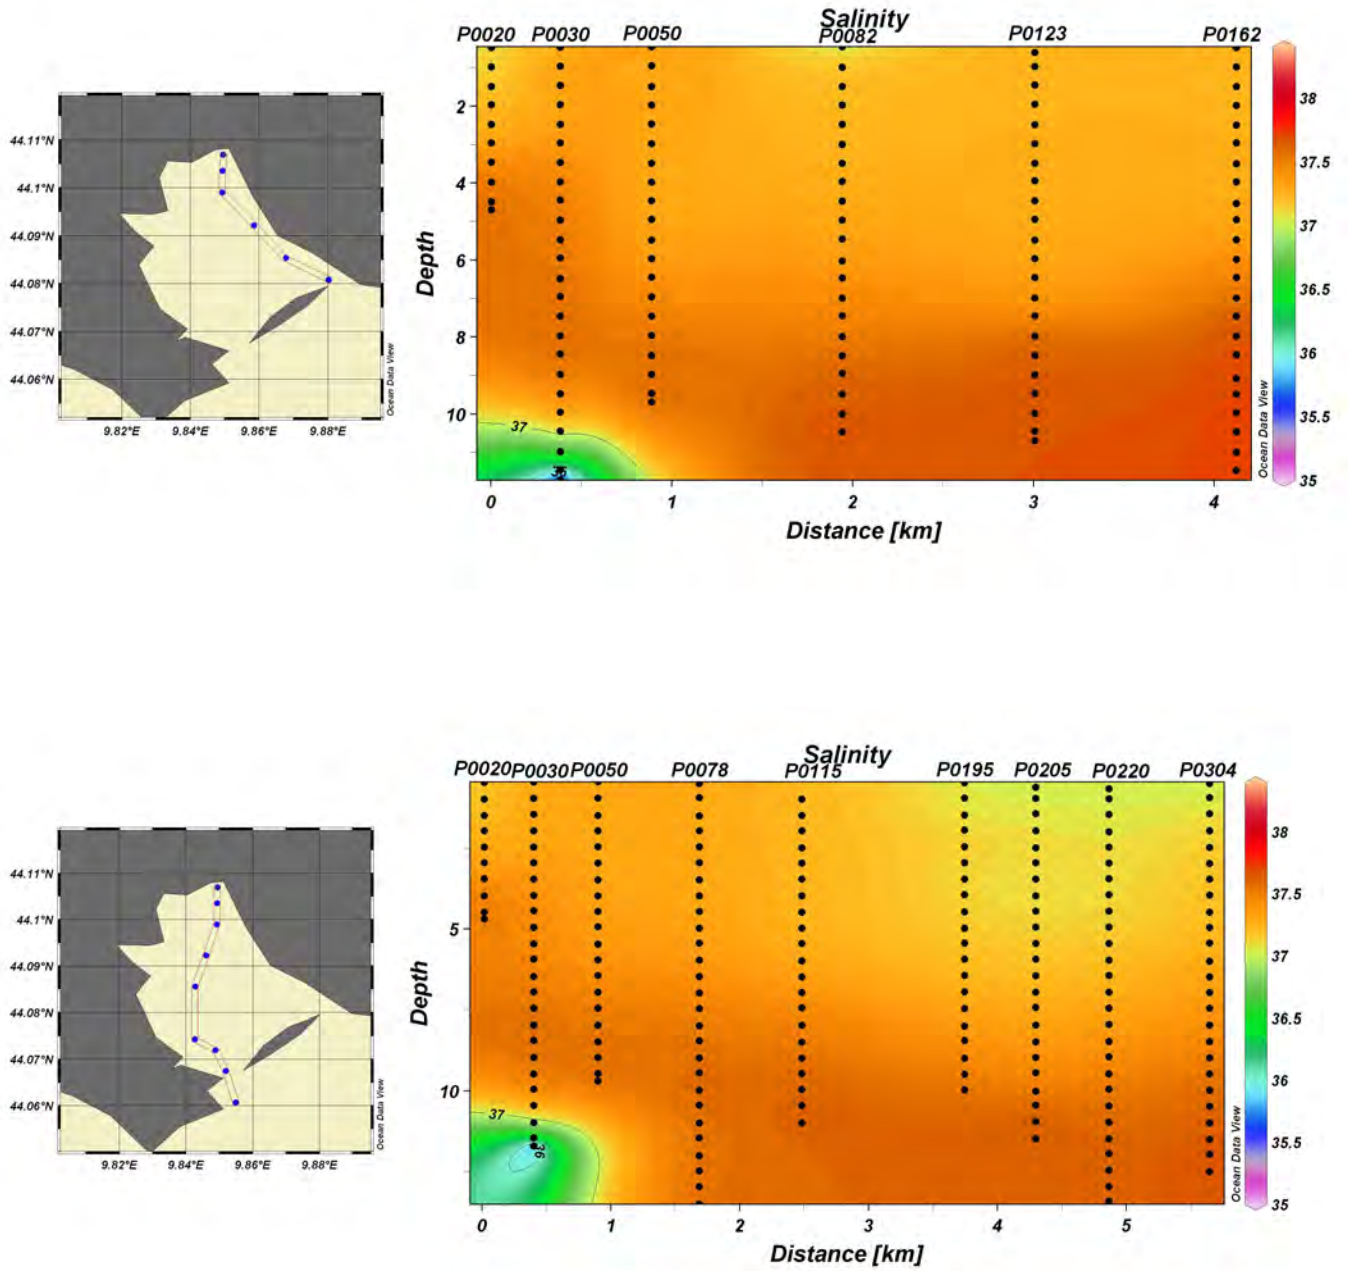 Salinity
P0020 P0030 P0050 P0082 P0123 P0162
44.11°N
44.1°N
44.09°N
44.08°N
44.07°N
44.06°N
9.82°E 9.84°E 9.86°E 9.88°E
Ocean Data View
Depth
2
4
6
8
10
37
36
0 1 2 3 4
Distance [km]
Ocean Data View
38
37.5
37
36.5
36
35.5
35
Salinity
P0020 P0030 P0050 P0078 P0115 P0195 P0205 P0220 P0304
44.11°N
44.1°N
44.09°N
44.08°N
44.07°N
44.06°N
9.82°E 9.84°E 9.86°E 9.88°E
Ocean Data View
Depth
5
10
37
36
0 1 2 3 4 5
Distance [km]
Ocean Data View
38
37.5
37
36.5
36
35.5
35